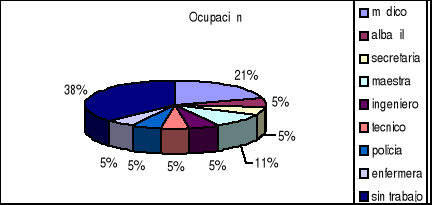 Ocupaci n
38%
21%
5%
5%
11%
5%
5%
5%
5%
m dico
alba il
secretaria
maestra
ingeniero
tecnico
policia
enfermera
sin trabajo